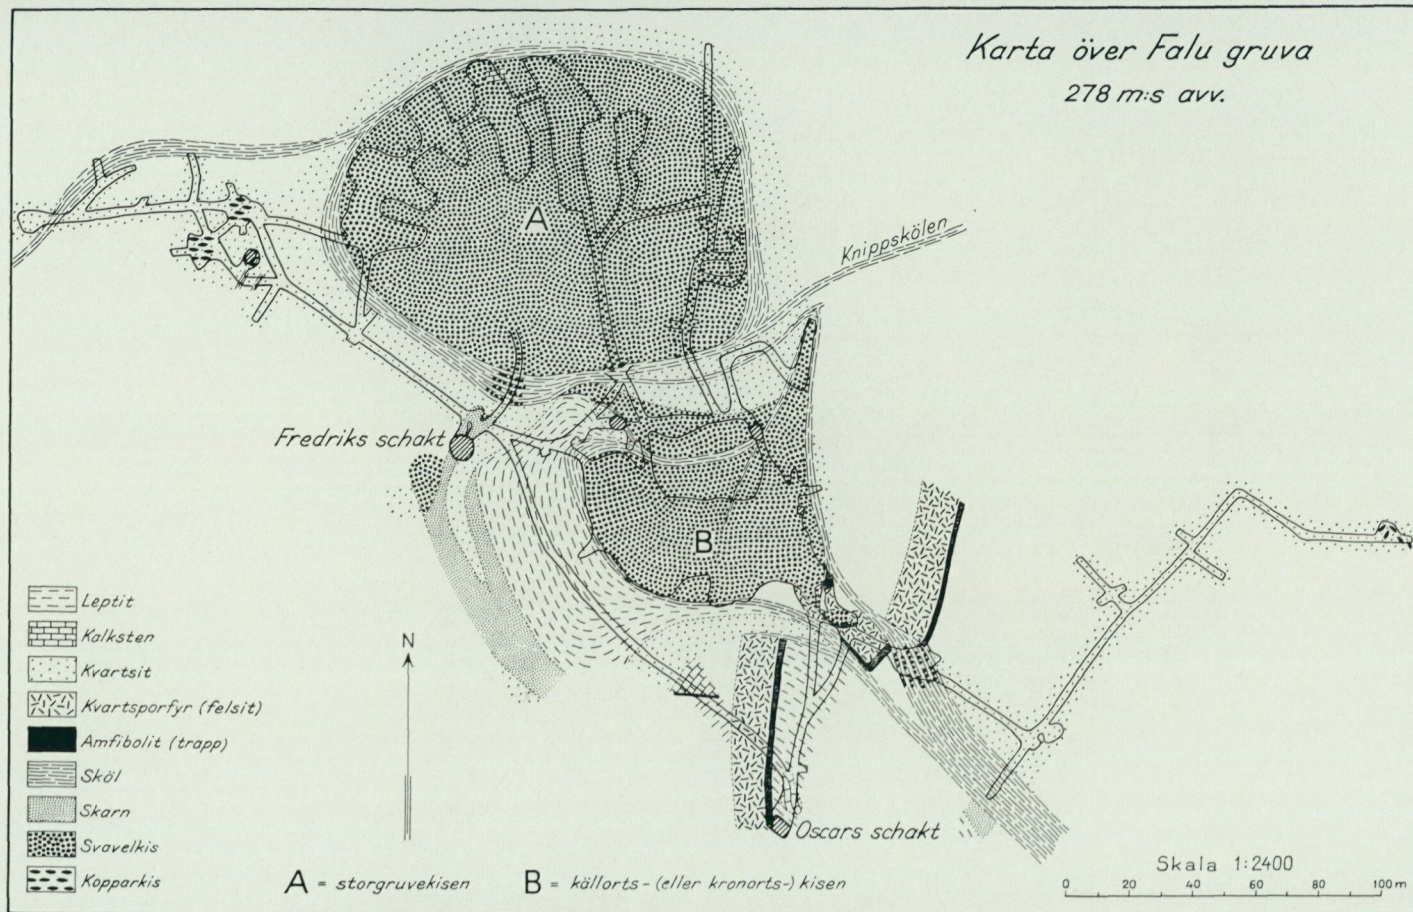 Karta över Falu gruva
278 m:s avv.
A
Knippskölen
Fredriks schakt
B
Leptit
Kalksten
Kvartsit
Kvartsporfyr (felsit)
Amfibolit (trapp)
Sköl
Skarn
Svavelkis
Kopparkis
N
Oscars schakt
A = storgruvekisen
B = källorts- (eller kronorts-) kisen
Skala 1:2400
0 20 40 60 80 100 m